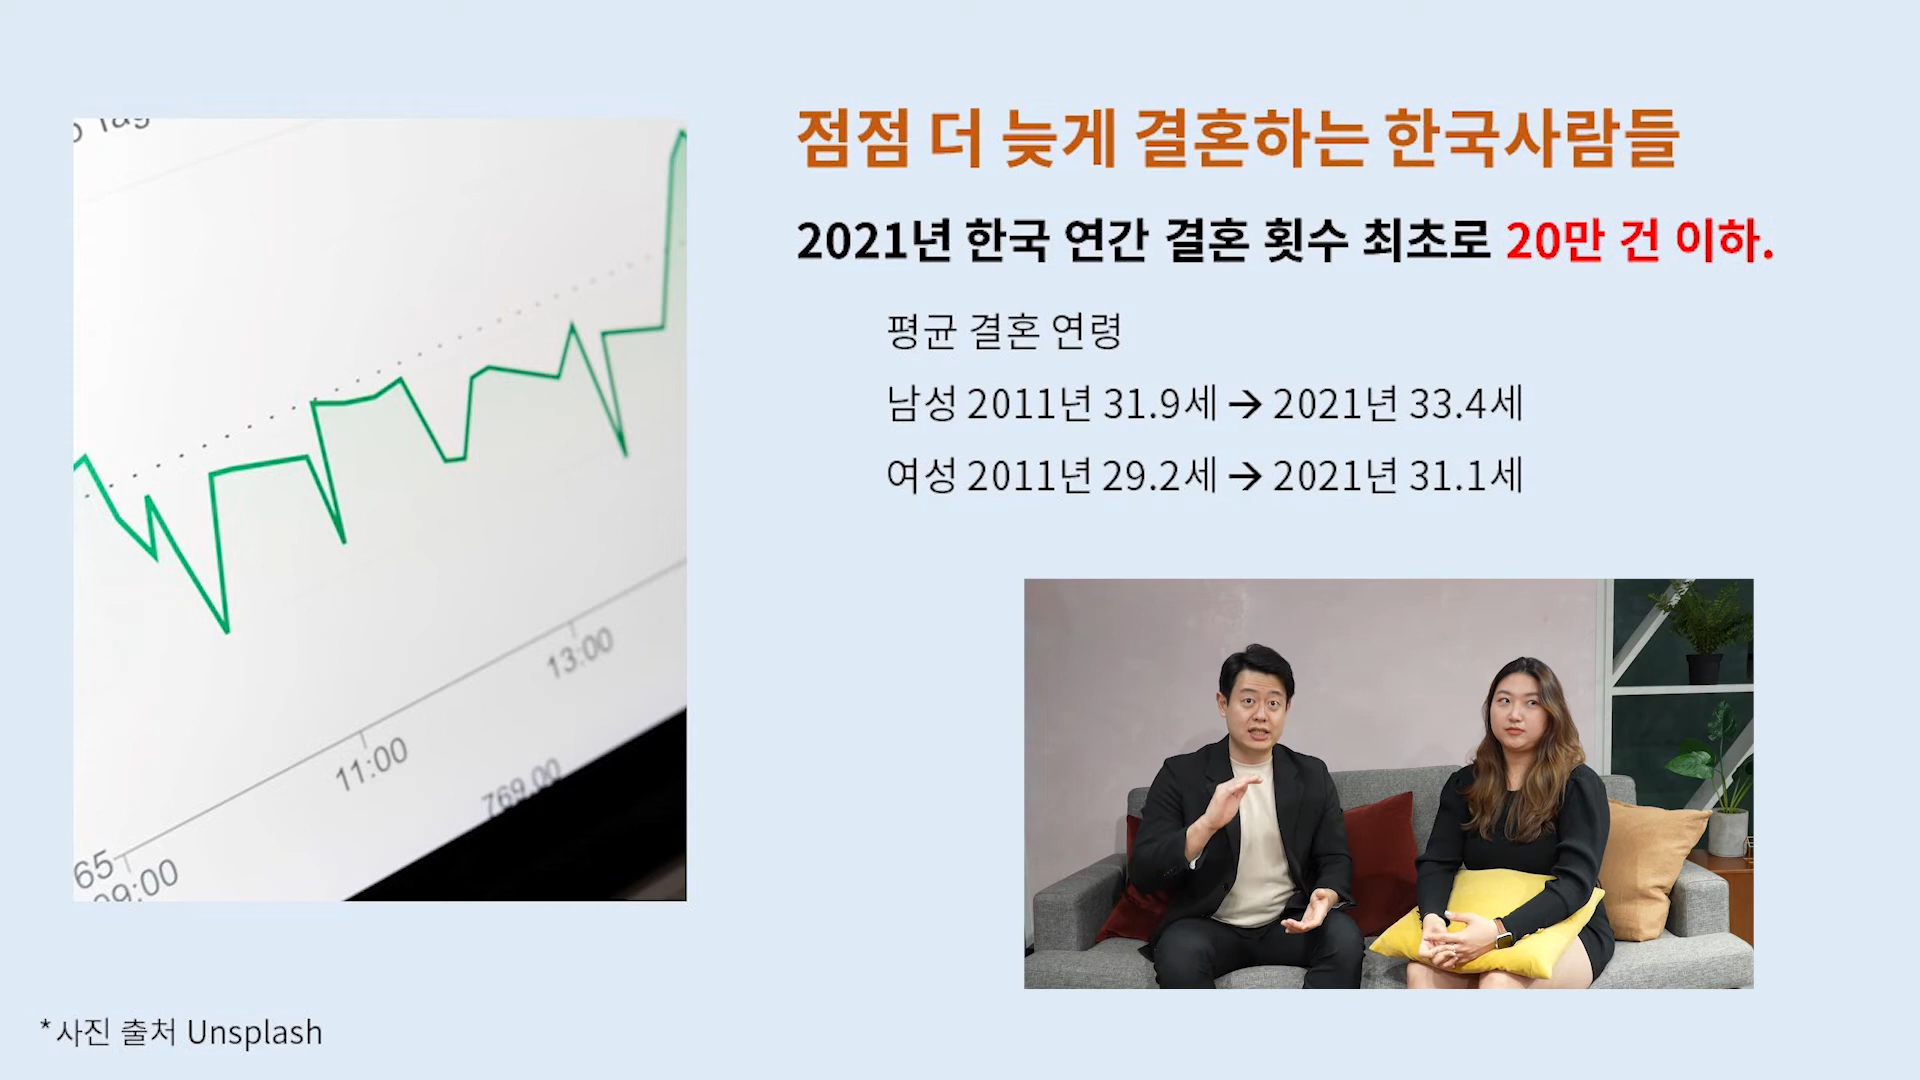 점점 더 늦게 결혼하는 한국사람들
2021년 한국 연간 결혼 횟수 최초로 20만 건 이하.
평균 결혼 연령
남성 2011년 31.9세 → 2021년 33.4세
여성 2011년 29.2세 → 2021년 31.1세
13:00
11:00
769.00
65
09:00
* 사진 출처 Unsplash